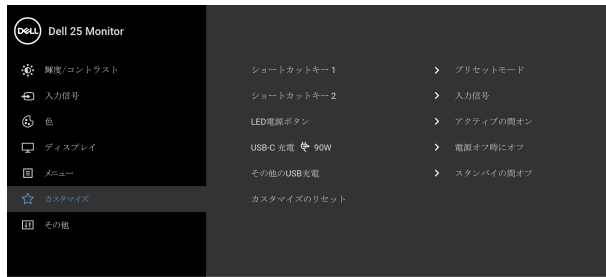 DELL Dell 25 Monitor
輝度/コントラスト ショートカットキー 1 プリセットモード
入力信号 ショートカットキー 2 入力信号
色 LED電源ボタン アクティブの間オン
ディスプレイ USB-C 充電 90W 電源オフ時にオフ
メニュー その他のUSB充電 スタンバイの間オフ
カスタマイズ カスタマイズのリセット
その他